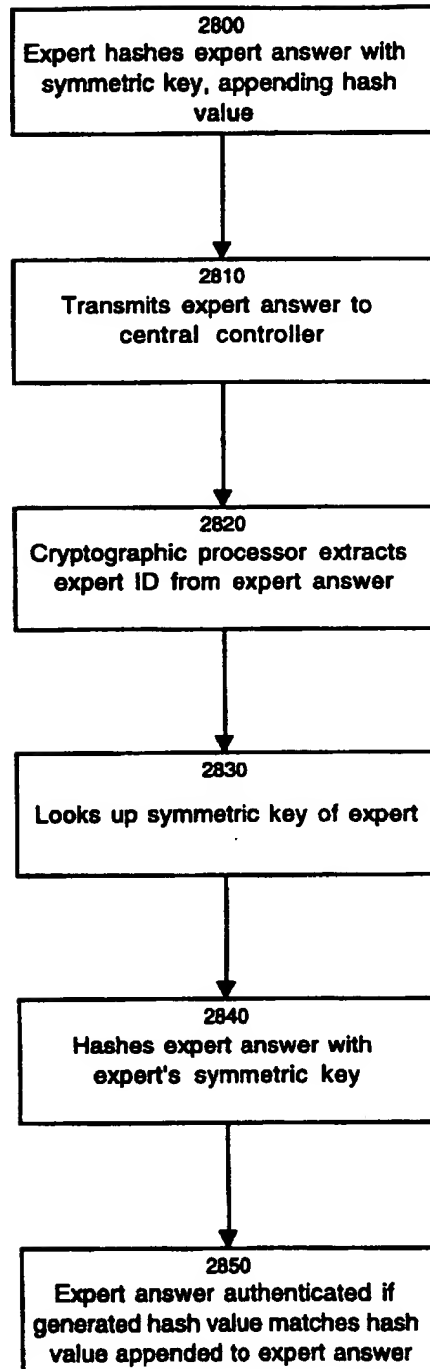 2800
Expert hashes expert answer with
symmetric key, appending hash
value
2810
Transmits expert answer to
central controller
2820
Cryptographic processor extracts
expert ID from expert answer
2830
Looks up symmetric key of expert
2840
Hashes expert answer with
expert's symmetric key
2850
Expert answer authenticated if
generated hash value matches hash
value appended to expert answer